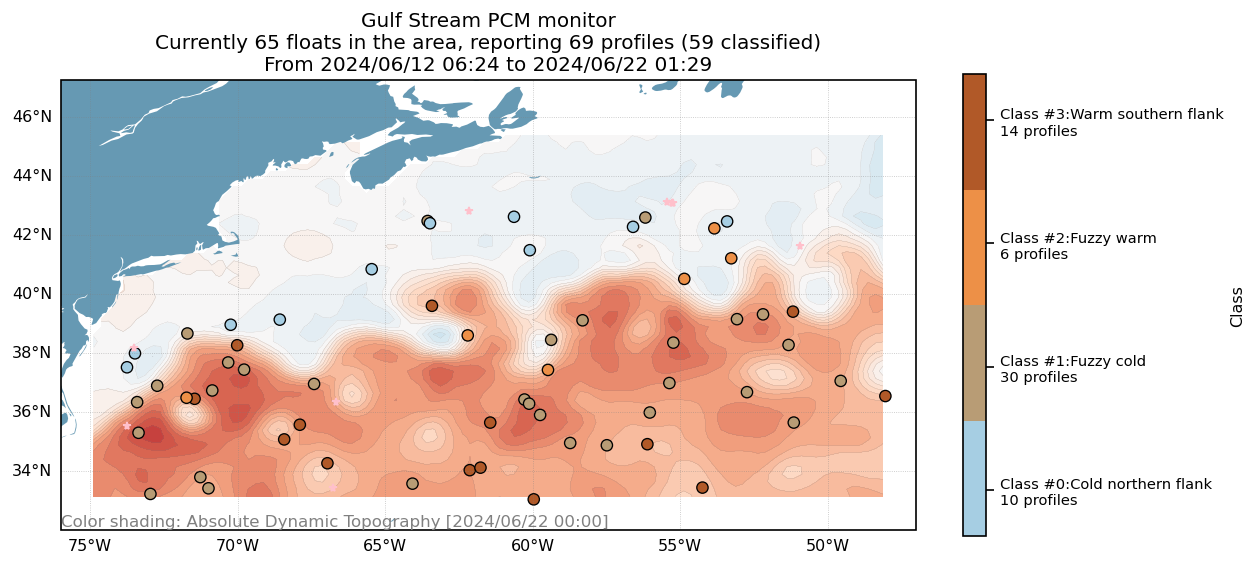 Gulf Stream PCM monitor
Currently 65 floats in the area, reporting 69 profiles (59 classified)
From 2024/06/12 06:24 to 2024/06/22 01:29
46°N
44°N
42°N
40°N
38°N
36°N
34°N
Color shading: Absolute Dynamic Topography [2024/06/22 00:00]
75°W
70°W
65°W
60°W
55°W
50°W
Class #3:Warm southern flank
14 profiles
Class #2:Fuzzy warm
6 profiles
Class #1:Fuzzy cold
30 profiles
Class #0:Cold northern flank
10 profiles
Class